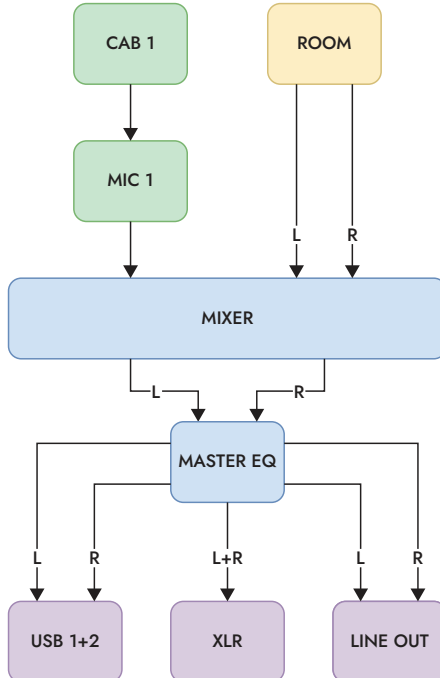 CAB 1
ROOM
MIC 1
L
R
MIXER
L
R
MASTER EQ
L
R
L+R
L
R
USB 1+2
XLR
LINE OUT